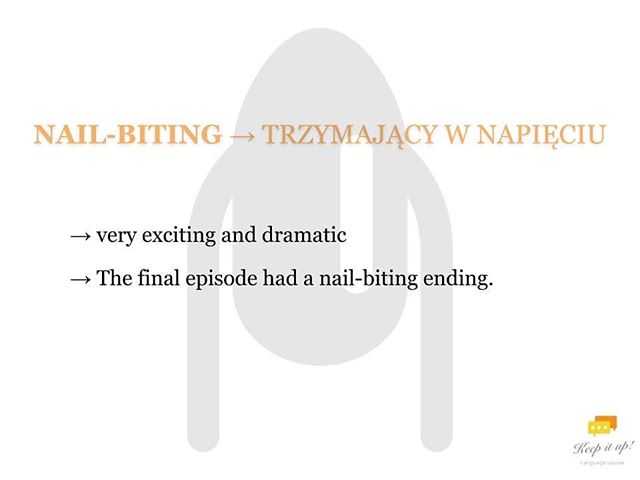 NAIL-BITING → TRZYMAJĄCY W NAPIĘCIU
→ very exciting and dramatic
→ The final episode had a nail-biting ending.
Keep it up!
Language course